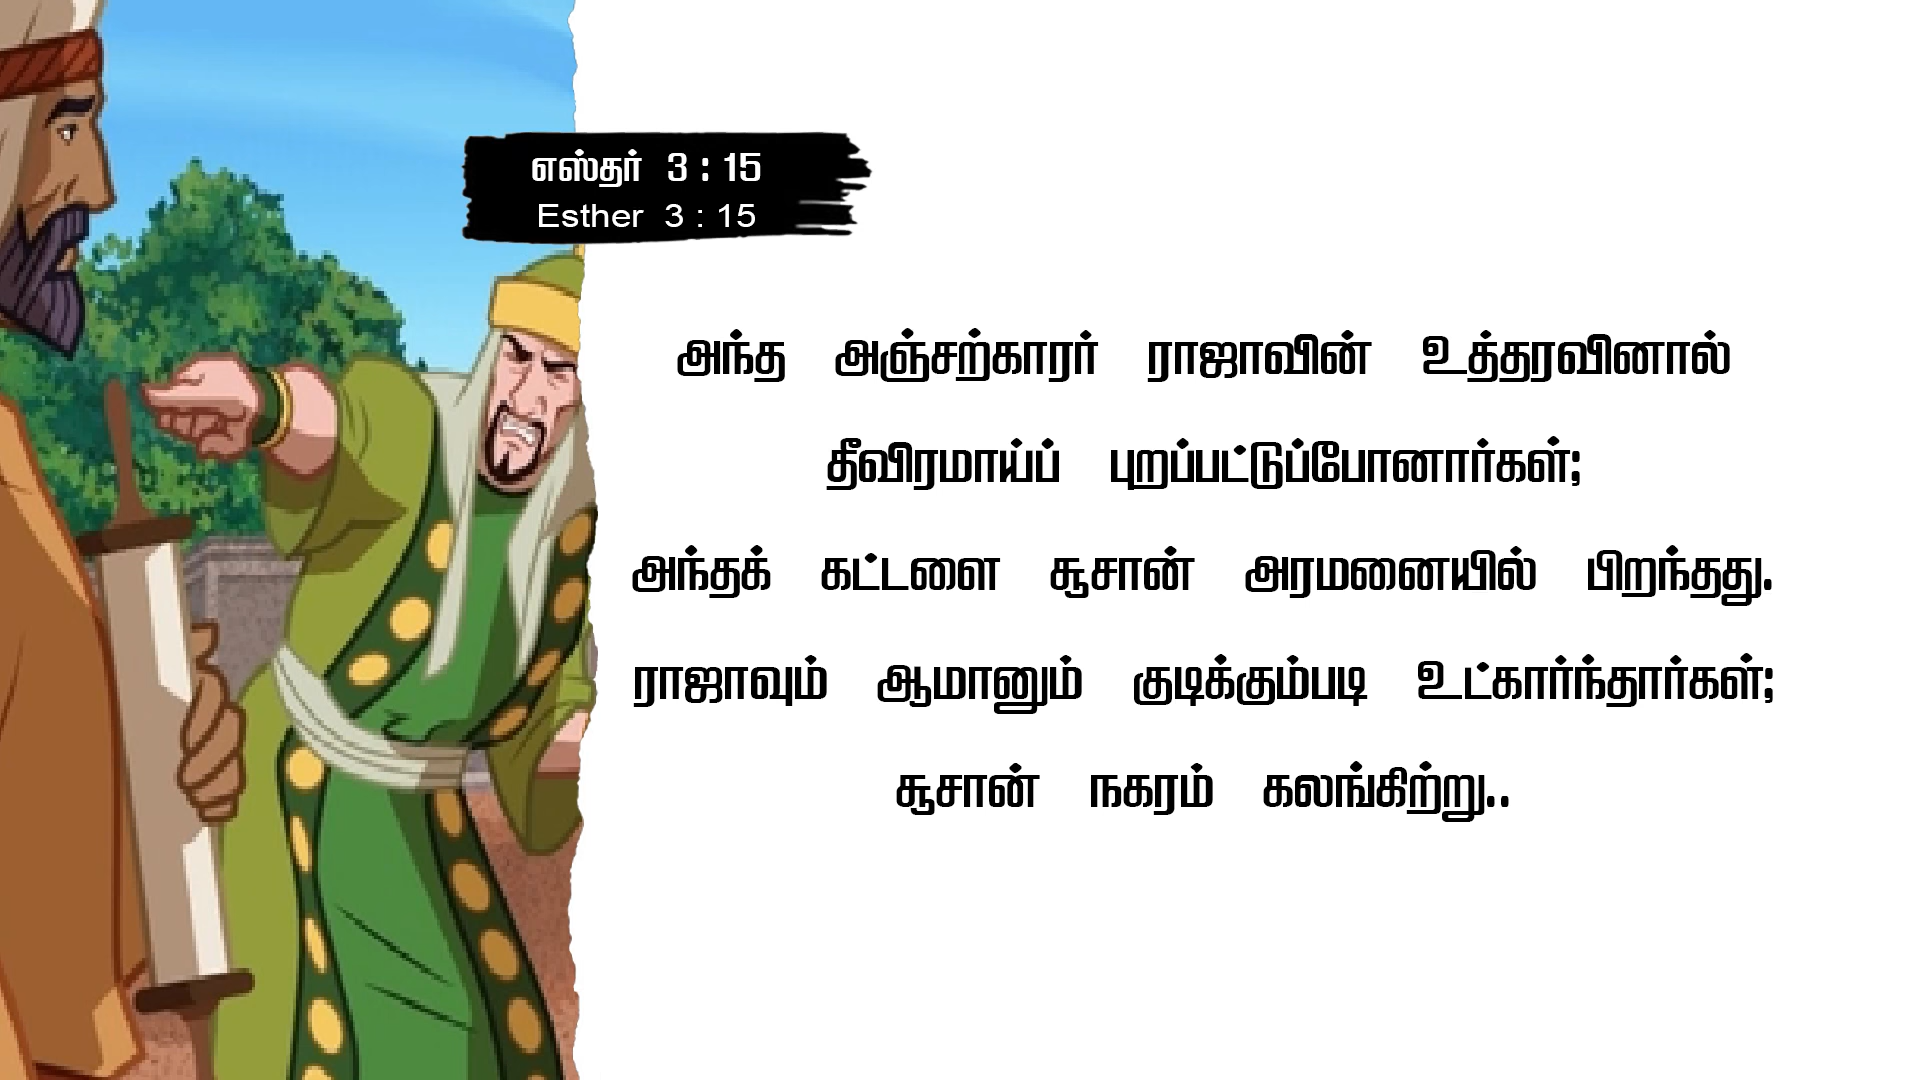 எஸ்தர் 3 : 15
Esther 3 : 15
அந்த அஞ்சற்காரர் ராஜாவின் உத்தரவினால்
தீவிரமாய்ப் புறப்பட்டுப்போனார்கள்;
அந்தக் கட்டளை சூசான் அரமனையில் பிறந்தது.
ராஜாவும் ஆமானும் குடிக்கும்படி உட்கார்ந்தார்கள்;
சூசான் நகரம் கலங்கிற்று..